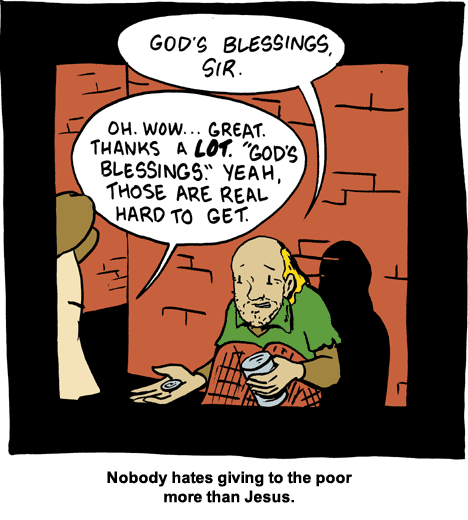 GOD'S BLESSINGS,
SIR.
OH. WOW... GREAT.
THANKS A LOT. "GOD'S
BLESSINGS." YEAH,
THOSE ARE REAL
HARD TO GET.
Nobody hates giving to the poor
more than Jesus.